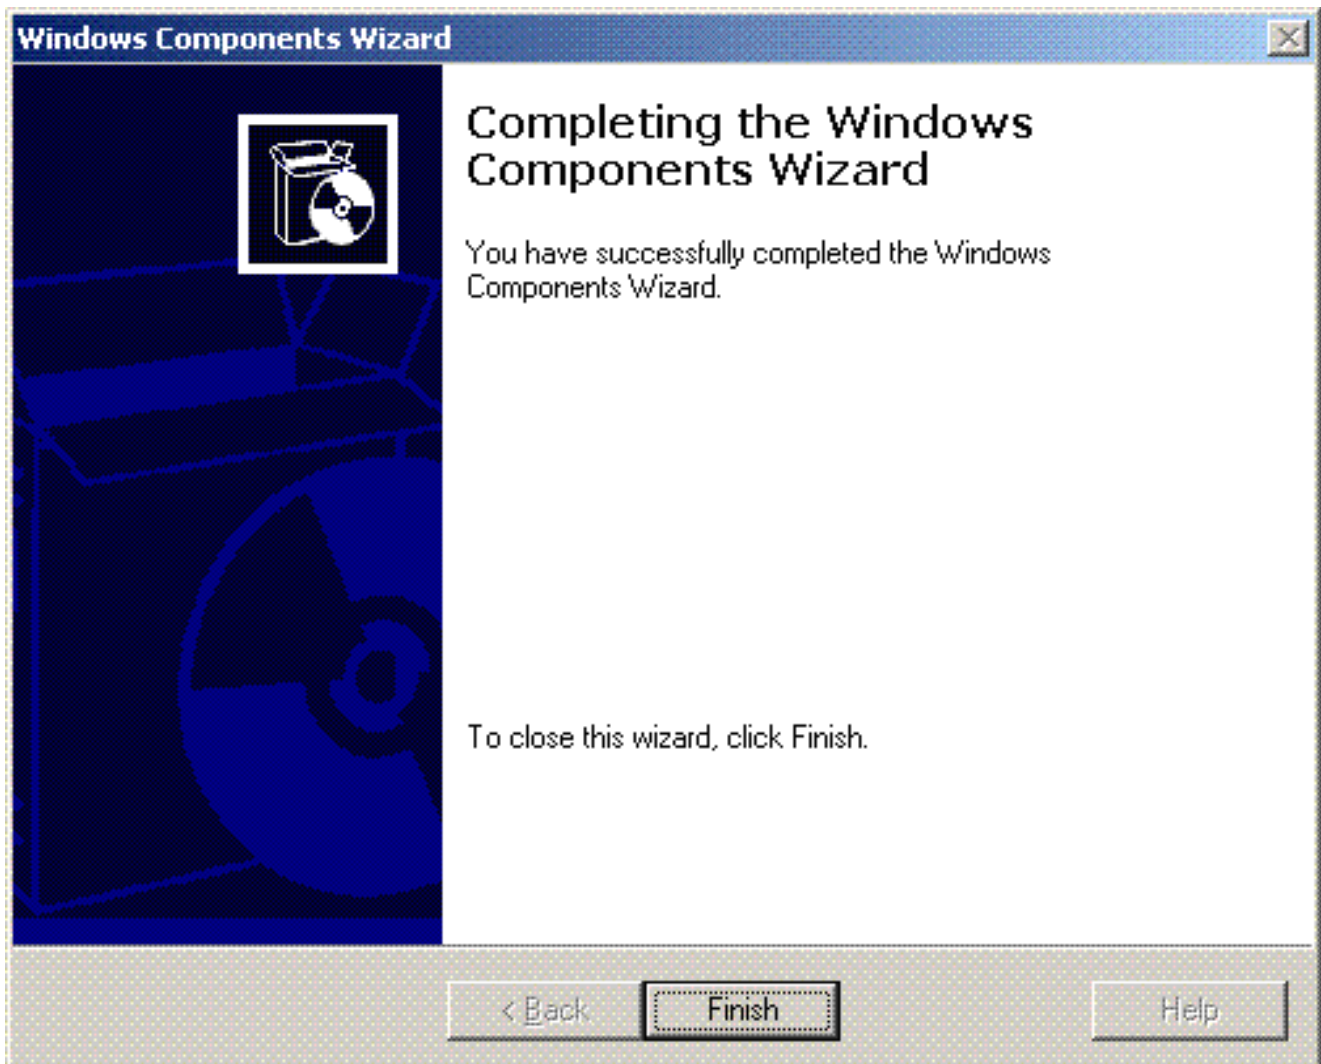 Windows Components Wizard
Completing the Windows
Components Wizard
You have successfully completed the Windows
Components Wizard.
To close this wizard, click Finish.
< Back
Finish
Help